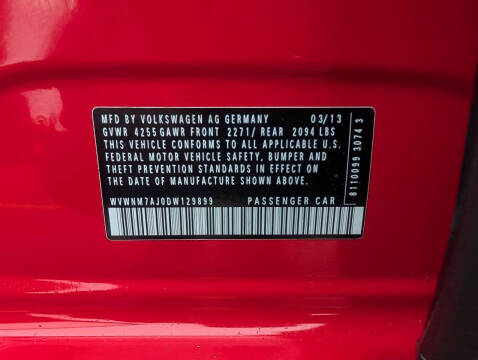 MFD BY VOLKSWAGEN AG GERMANY 03/13
GVWR 4255 GAWR FRONT 2271/ REAR 2094 LBS
THIS VEHICLE CONFORMS TO ALL APPLICABLE U.S.
FEDERAL MOTOR VEHICLE SAFETY, BUMPER AND
THEFT PREVENTION STANDARDS IN EFFECT ON
THE DATE OF MANUFACTURE SHOWN ABOVE.
WVWNM7AJ0DW129899 PASSENGER CAR
8110099 3074 3